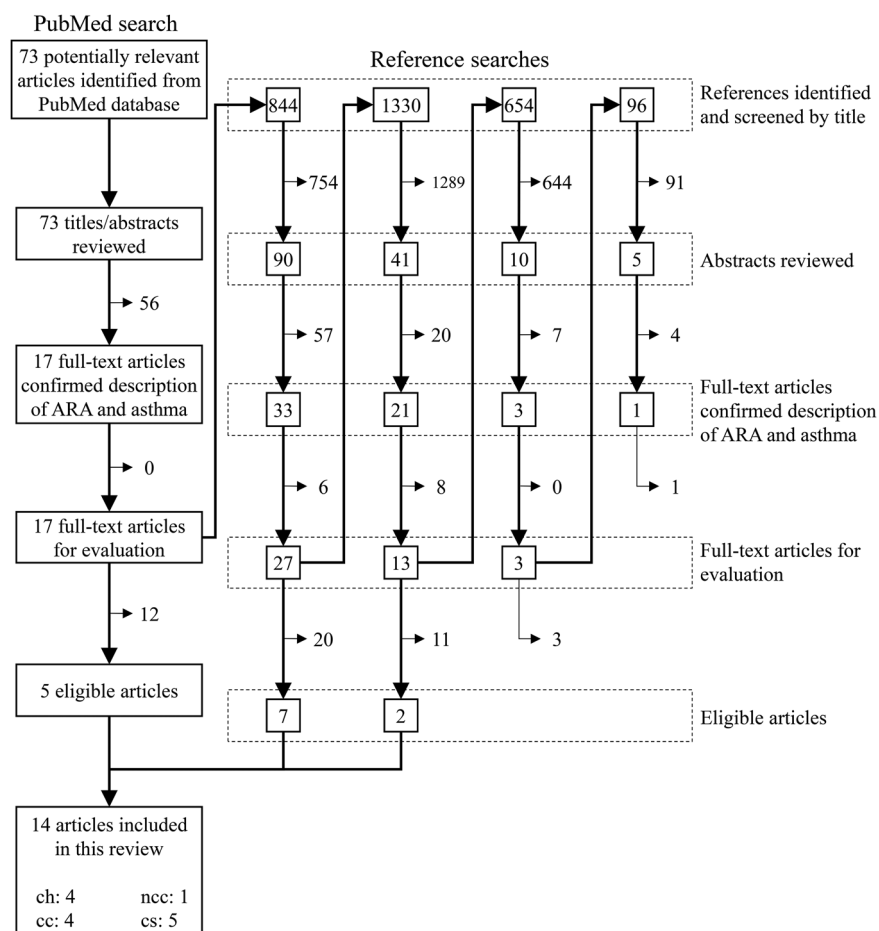 PubMed search
73 potentially relevant
articles identified from
PubMed database
73 titles/abstracts
reviewed
56
17 full-text articles
confirmed description
of ARA and asthma
0
17 full-text articles
for evaluation
12
5 eligible articles
14 articles included
in this review
ch: 4 ncc: 1
cc: 4 cs: 5
Reference searches
844 1330 654 96
References identified
and screened by title
754 1289 644 91
90 41 10 5
Abstracts reviewed
57 20 7 4
33 21 3 1
Full-text articles
confirmed description
of ARA and asthma
6 8 0 1
27 13 3
Full-text articles for
evaluation
20 11 3
7 2
Eligible articles